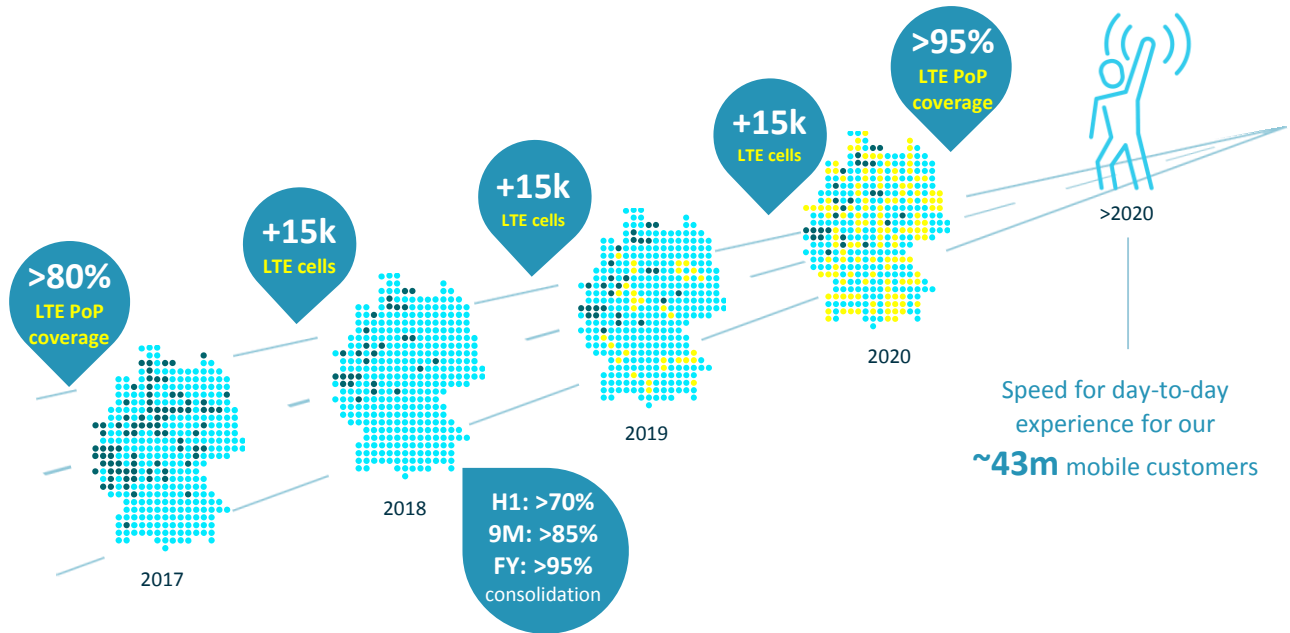 >80%
LTE PoP
coverage
2017
+15k
LTE cells
2018
H1: >70%
9M: >85%
FY: >95%
consolidation
+15k
LTE cells
2019
+15k
LTE cells
2020
>95%
LTE PoP
coverage
>2020
Speed for day-to-day
experience for our
~43m mobile customers